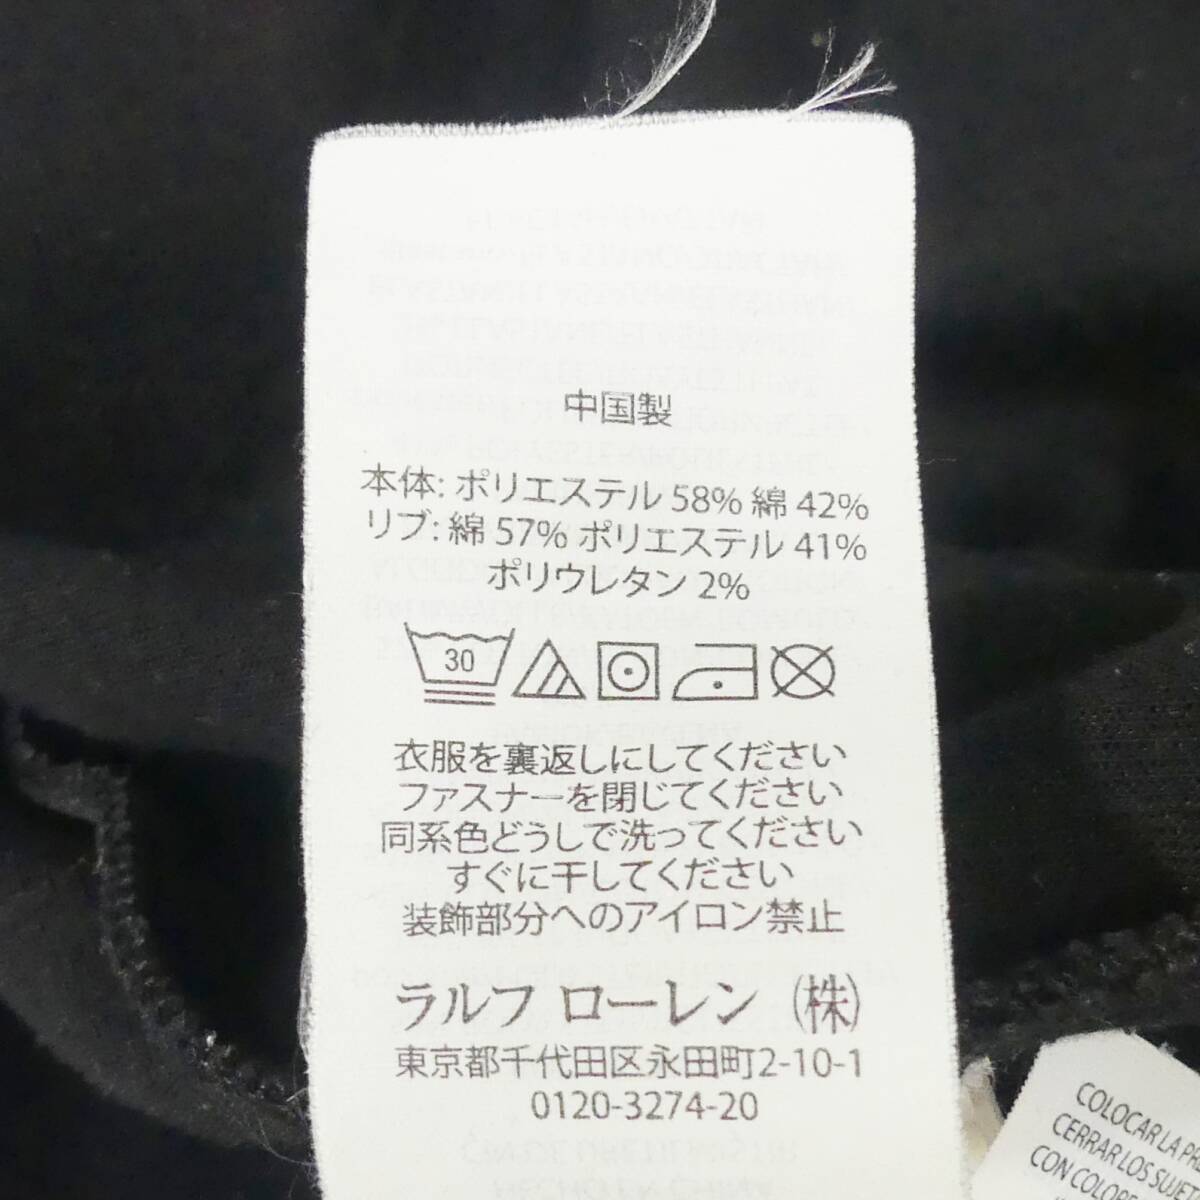 中国製
本体: ポリエステル 58% 綿 42%
リブ: 綿 57% ポリエステル 41%
ポリウレタン 2%
30
衣服を裏返しにしてください
ファスナーを閉じてください
同系色どうしで洗ってください
すぐに干してください
装飾部分へのアイロン禁止
ラルフ ローレン (株)
東京都千代田区永田町2-10-1
0120-3274-20
COLOCAR LA
CERRAR LOS
CON